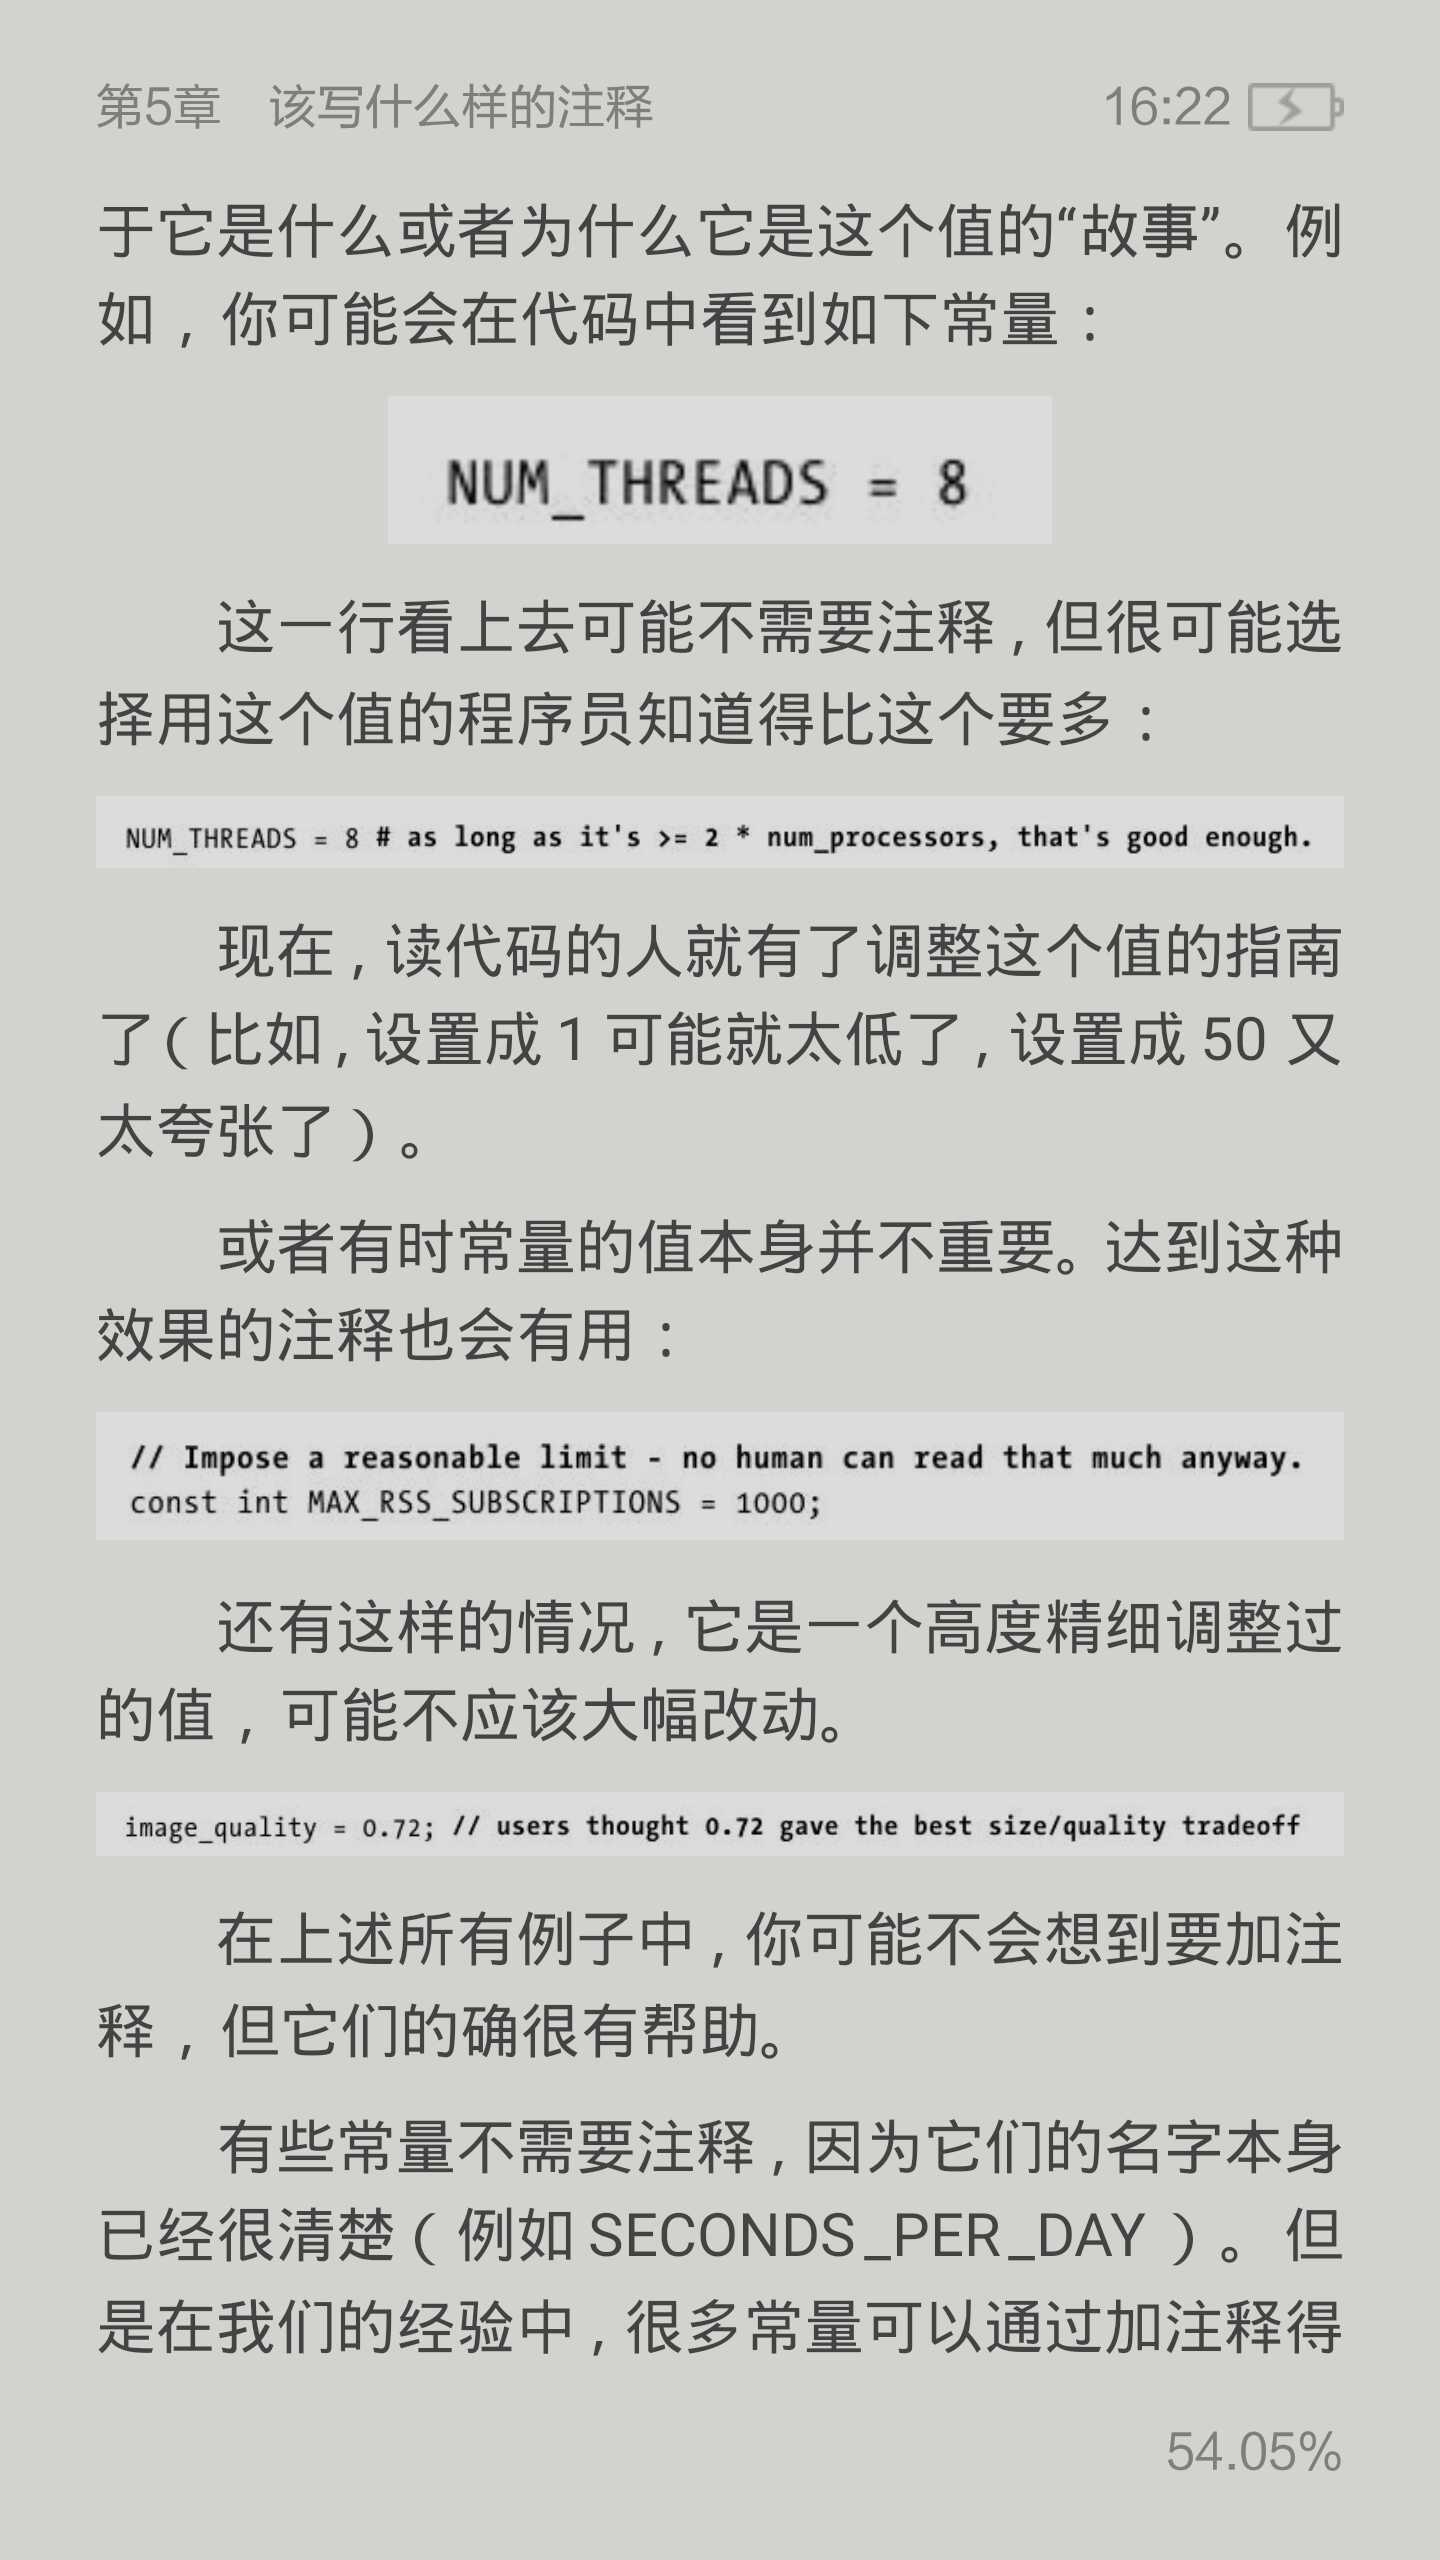 第5章　该写什么样的注释
16:22
于它是什么或者为什么它是这个值的“故事”。例
如，你可能会在代码中看到如下常量：
NUM_THREADS = 8
这一行看上去可能不需要注释，但很可能选
择用这个值的程序员知道得比这个要多：
NUM_THREADS = 8 # as long as it's >= 2 * num_processors, that's good enough.
现在，读代码的人就有了调整这个值的指南
了（比如，设置成 1 可能就太低了，设置成 50 又
太夸张了）。
或者有时常量的值本身并不重要。达到这种
效果的注释也会有用：
// Impose a reasonable limit - no human can read that much anyway.
const int MAX_RSS_SUBSCRIPTIONS = 1000;
还有这样的情况，它是一个高度精细调整过
的值，可能不应该大幅改动。
image_quality = 0.72; // users thought 0.72 gave the best size/quality tradeoff
在上述所有例子中，你可能不会想到要加注
释，但它们的确很有帮助。
有些常量不需要注释，因为它们的名字本身
已经很清楚（例如 SECONDS_PER_DAY）。但
是在我们的经验中，很多常量可以通过加注释得
54.05%